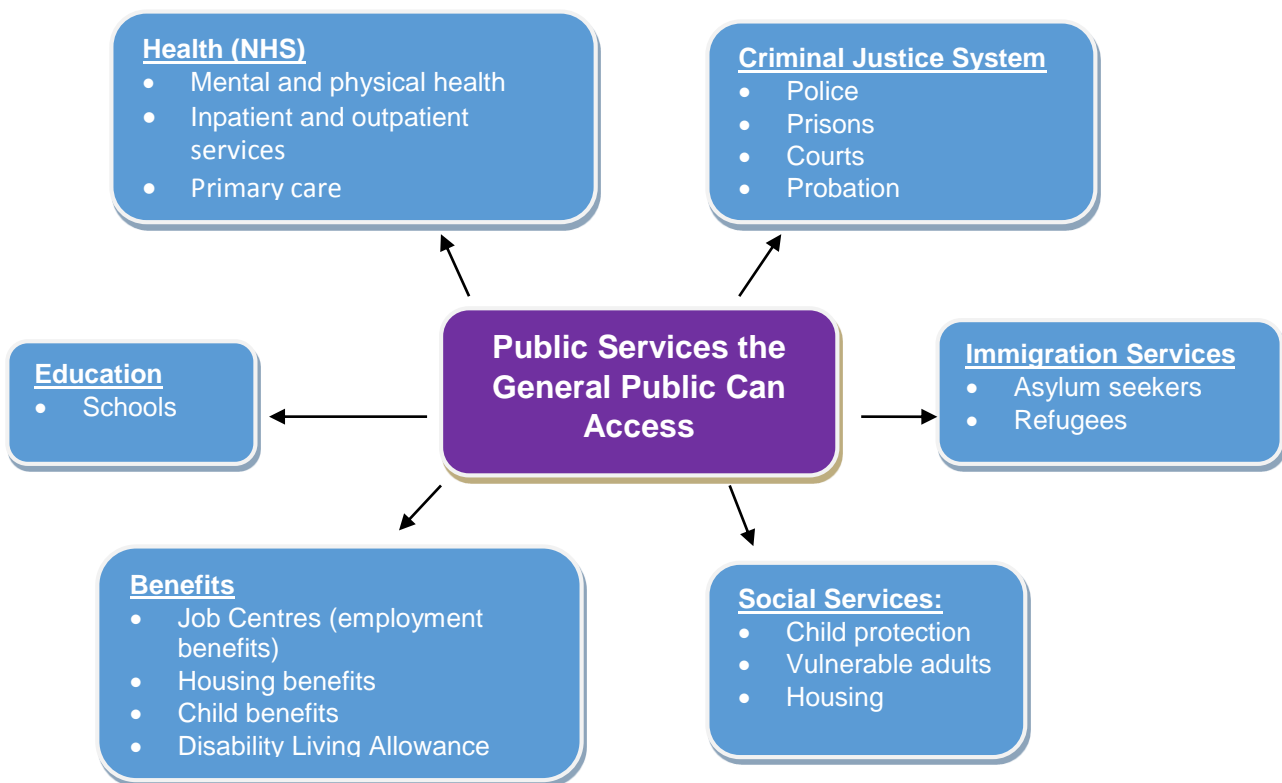 Health (NHS)
• Mental and physical health
• Inpatient and outpatient
services
• Primary care
Criminal Justice System
• Police
• Prisons
• Courts
• Probation
Education
• Schools
Public Services the
General Public Can
Access
Immigration Services
• Asylum seekers
• Refugees
Benefits
• Job Centres (employment
benefits)
• Housing benefits
• Child benefits
• Disability Living Allowance
Social Services:
• Child protection
• Vulnerable adults
• Housing